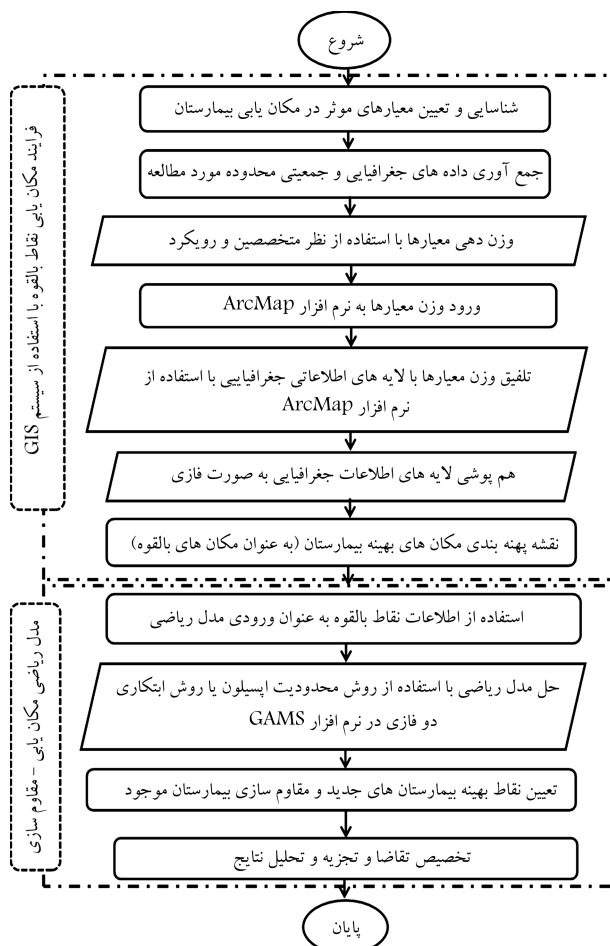 شروع
فرایند مکان یابی نقاط بالقوه با استفاده از سیستم GIS
شناسایی و تعیین معیارهای موثر در مکان یابی بیمارستان
جمع آوری داده های جغرافیایی و جمعیتی محدوده مورد مطالعه
وزن دهی معیارها با استفاده از نظر متخصصین و رویکرد
ورود وزن معیارها به نرم افزار ArcMap
تلفیق وزن معیارها با لایه های اطلاعاتی جغرافیاییی با استفاده از
نرم افزار ArcMap
هم پوشی لایه های اطلاعات جغرافیایی به صورت فازی
نقشه پهنه بندی مکان های بهینه بیمارستان (به عنوان مکان های بالقوه)
مدل ریاضی مکان یابی – مقاوم سازی
استفاده از اطلاعات نقاط بالقوه به عنوان ورودی مدل ریاضی
حل مدل ریاضی با استفاده از روش محدودیت اپسیلون یا روش ابتکاری
دو فازی در نرم افزار GAMS
تعیین نقاط بهینه بیمارستان های جدید و مقاوم سازی بیمارستان موجود
تخصیص تقاضا و تجزیه و تحلیل نتایج
پایان